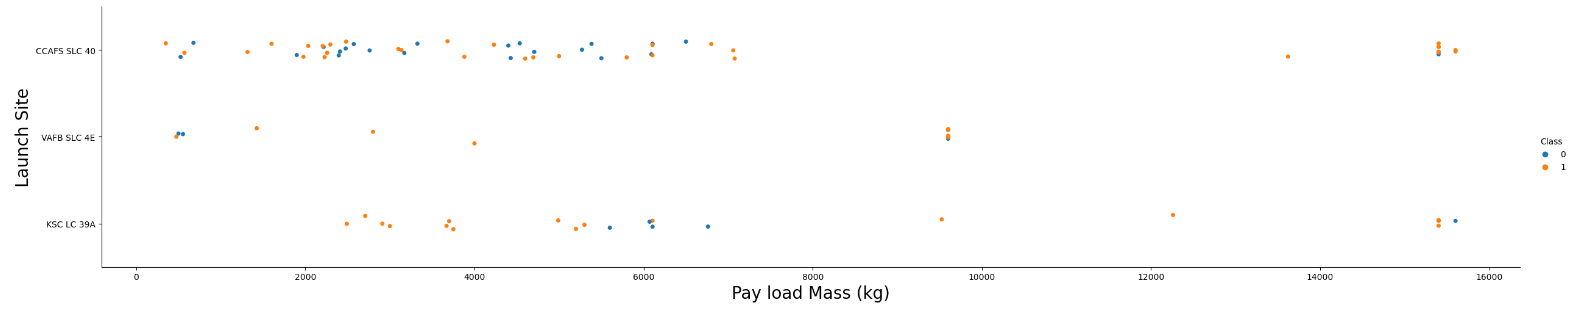 Launch Site
CCAFS SLC 40
VAFB SLC 4E
KSC LC 39A
0 2000 4000 6000 8000 10000 12000 14000 16000
Pay load Mass (kg)
Class
0
1